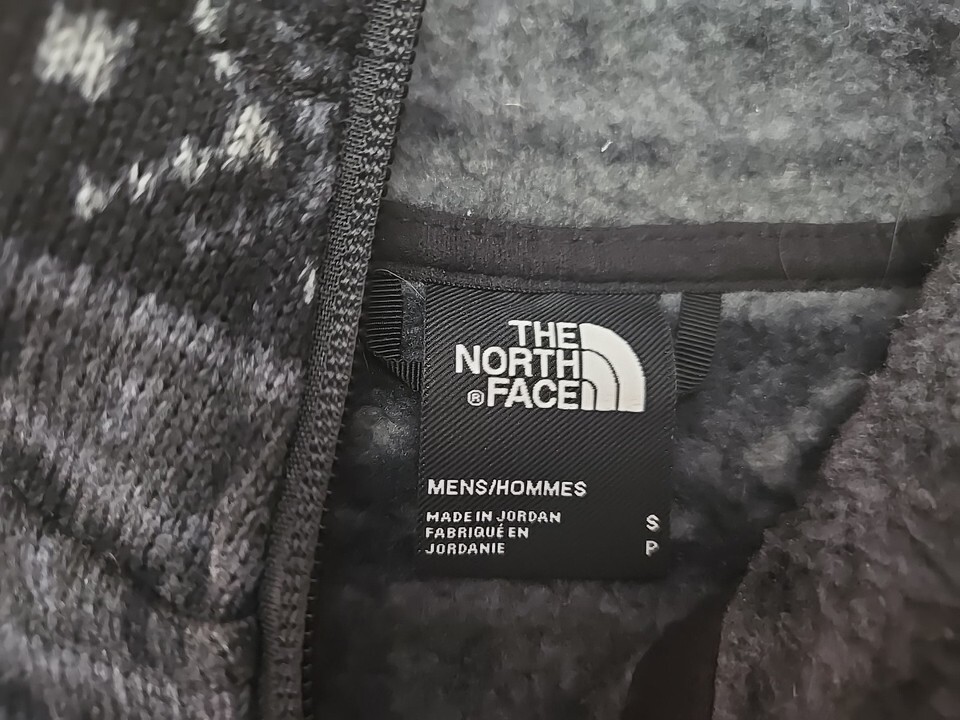 THE
NORTH
®FACE
MENS/HOMMES
MADE IN JORDAN
FABRIQUÉ EN
JORDANIE
S
P